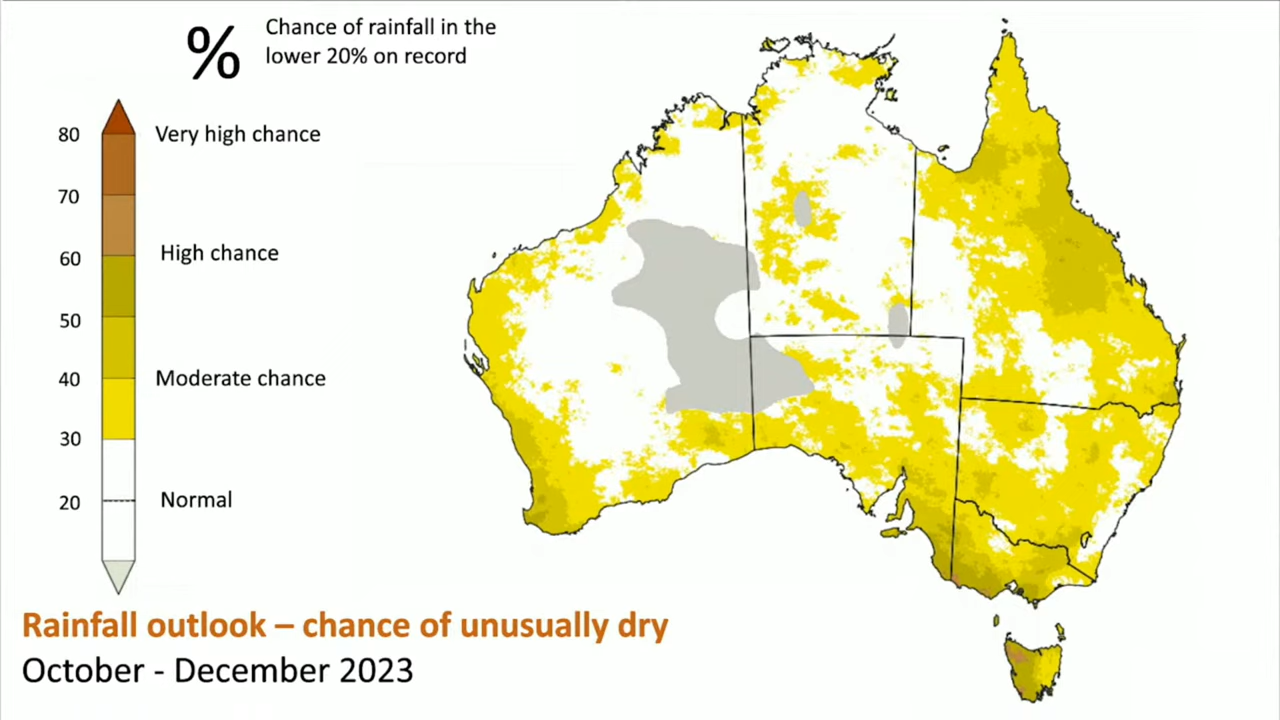 %
Chance of rainfall in the
lower 20% on record
80
Very high chance
70
60
High chance
50
40
Moderate chance
30
20
Normal
Rainfall outlook – chance of unusually dry
October - December 2023